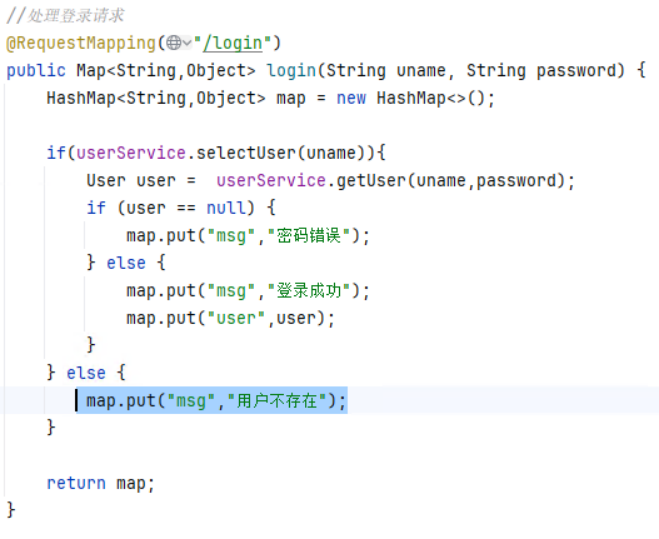 //处理登录请求
@RequestMapping("/login")
public Map<String,Object> login(String uname, String password) {
    HashMap<String,Object> map = new HashMap<>();
    if(userService.selectUser(uname)){
        User user =  userService.getUser(uname,password);
        if (user == null) {
            map.put("msg","密码错误");
        } else {
            map.put("msg","登录成功");
            map.put("user",user);
        }
    } else {
        map.put("msg","用户不存在");
    }
    return map;
}